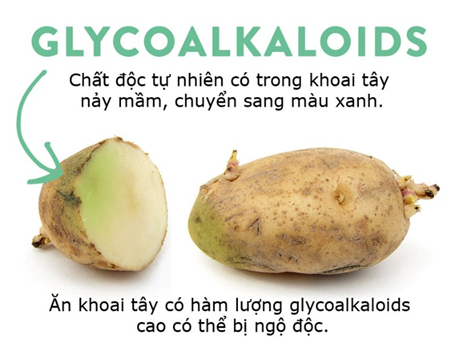 GLYCOALKALOIDS
Chất độc tự nhiên có trong khoai tây
nảy mầm, chuyển sang màu xanh.
Ăn khoai tây có hàm lượng glycoalkaloids
cao có thể bị ngộ độc.